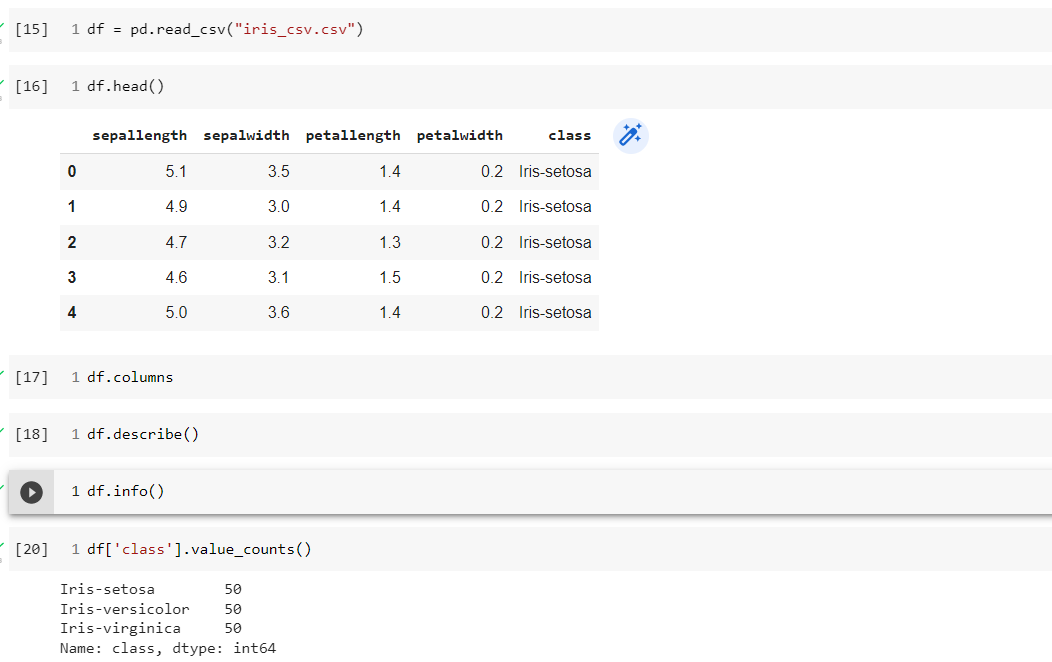 [15] 1 df = pd.read_csv("iris_csv.csv")
[16] 1 df.head()
sepallength sepalwidth petallength petalwidth class
0 5.1 3.5 1.4 0.2 Iris-setosa
1 4.9 3.0 1.4 0.2 Iris-setosa
2 4.7 3.2 1.3 0.2 Iris-setosa
3 4.6 3.1 1.5 0.2 Iris-setosa
4 5.0 3.6 1.4 0.2 Iris-setosa
[17] 1 df.columns
[18] 1 df.describe()
1 df.info()
[20] 1 df['class'].value_counts()
Iris-setosa 50
Iris-versicolor 50
Iris-virginica 50
Name: class, dtype: int64